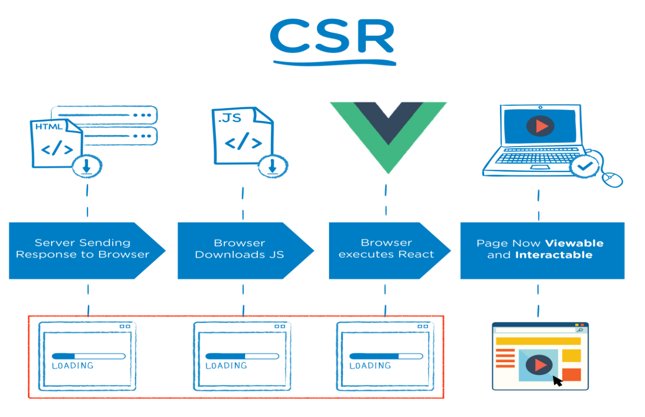 CSR
HTML
</>
.JS
</>
Server Sending
Response to Browser
Browser
Downloads JS
Browser
executes React
Page Now Viewable
and Interactable
LOADING
LOADING
LOADING